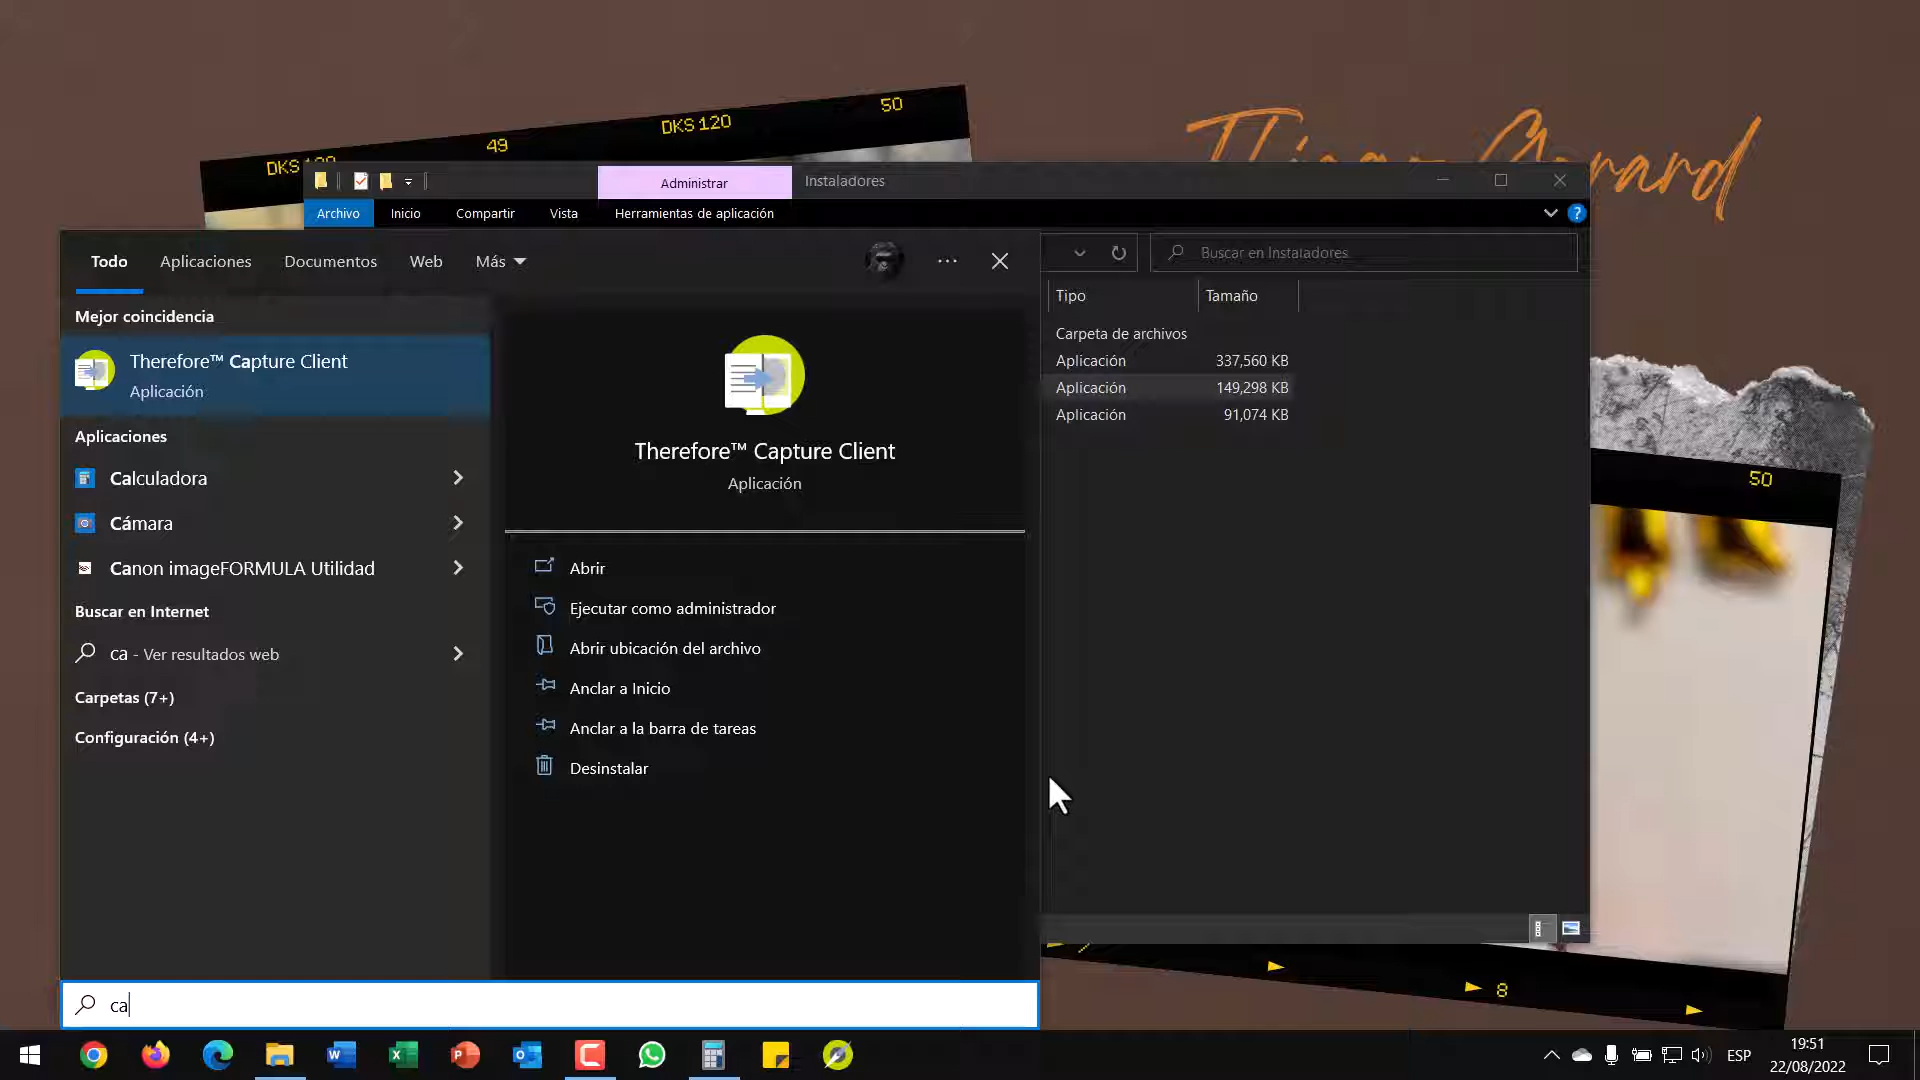 50
DKS 120
49
Administrar
Instaladores
Archivo
Inicio
Compartir
Vista
Herramientas de aplicación
Todo
Aplicaciones
Documentos
Web
Más
Buscar en Instaladores
Tipo
Tamaño
Mejor coincidencia
Therefore™ Capture Client
Aplicación
Aplicaciones
Calculadora
Cámara
Canon imageFORMULA Utilidad
Buscar en Internet
ca - Ver resultados web
Carpetas (7+)
Configuración (4+)
Therefore™ Capture Client
Aplicación
Abrir
Ejecutar como administrador
Abrir ubicación del archivo
Anclar a Inicio
Anclar a la barra de tareas
Desinstalar
Carpeta de archivos
Aplicación 337,560 KB
Aplicación 149,298 KB
Aplicación 91,074 KB
50
8
ca
ESP
19:51
22/08/2022